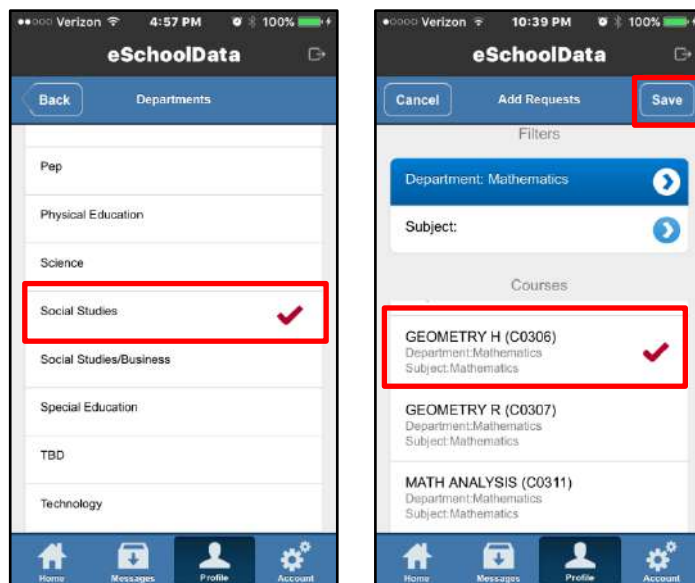 Verizon 4:57 PM 100%
eSchoolData
Back Departments
Pep
Physical Education
Science
Social Studies
Social Studies/Business
Special Education
TBD
Technology
Home Messages Profile Account
Verizon 10:39 PM 100%
eSchoolData
Cancel Add Requests Save
Filters
Department: Mathematics
Subject:
Courses
GEOMETRY H (C0306)
Department:Mathematics
Subject:Mathematics
GEOMETRY R (C0307)
Department:Mathematics
Subject:Mathematics
MATH ANALYSIS (C0311)
Department:Mathematics
Subject:Mathematics
Home Messages Profile Account